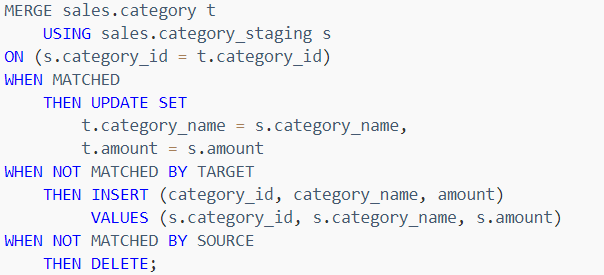 MERGE sales.category t
    USING sales.category_staging s
ON (s.category_id = t.category_id)
WHEN MATCHED
    THEN UPDATE SET
        t.category_name = s.category_name,
        t.amount = s.amount
WHEN NOT MATCHED BY TARGET
    THEN INSERT (category_id, category_name, amount)
         VALUES (s.category_id, s.category_name, s.amount)
WHEN NOT MATCHED BY SOURCE
    THEN DELETE;